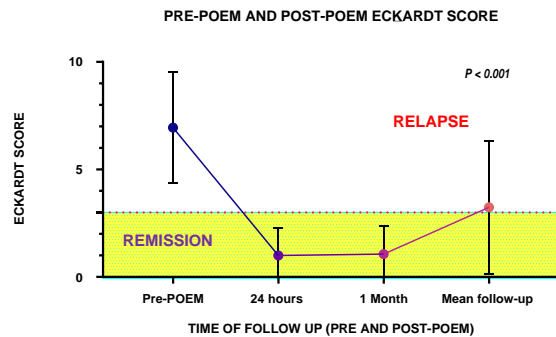 PRE-POEM AND POST-POEM ECKARDT SCORE
10
P < 0.001
RELAPSE
ECKARDT SCORE
5
REMISSION
0
Pre-POEM 24 hours 1 Month Mean follow-up
TIME OF FOLLOW UP (PRE AND POST-POEM)